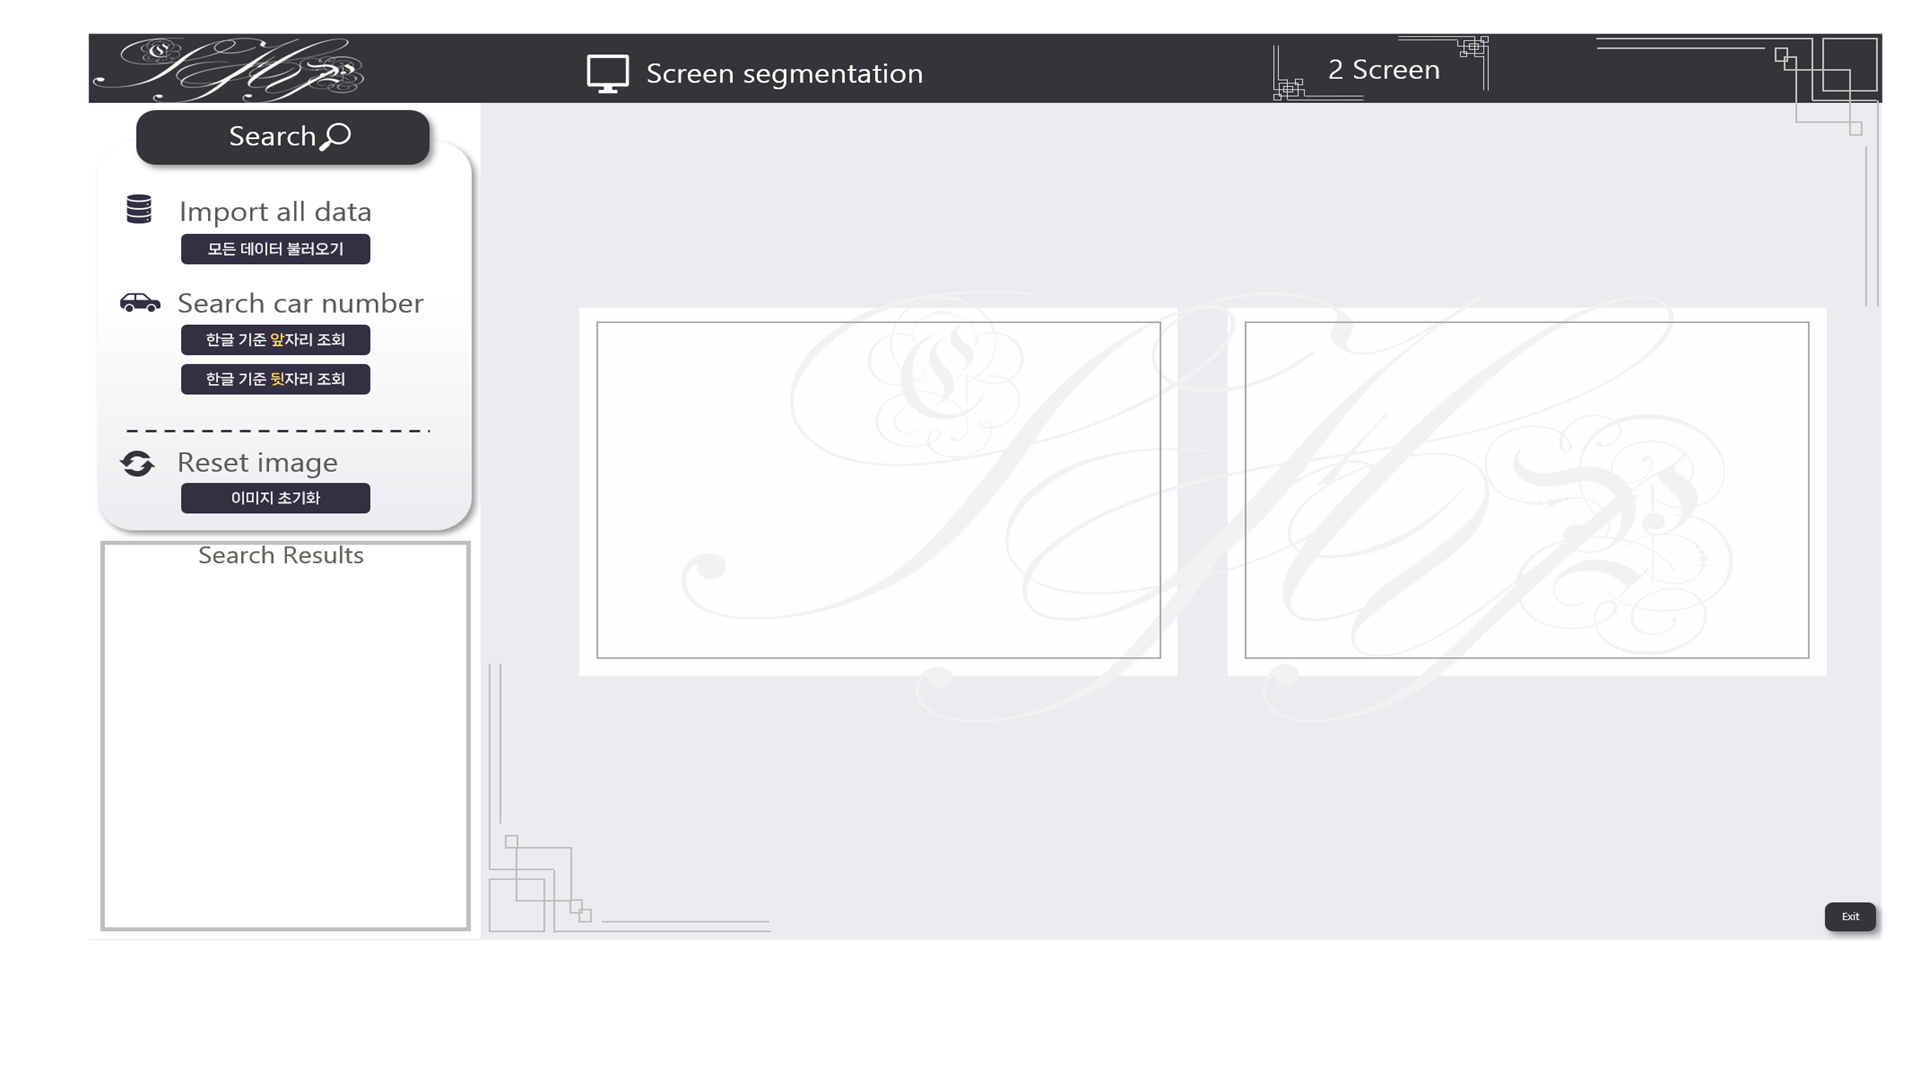 Screen segmentation
2 Screen
Search
Import all data
모든 데이터 불러오기
Search car number
한글 기준 앞자리 조회
한글 기준 뒷자리 조회
Reset image
이미지 초기화
Search Results
Exit